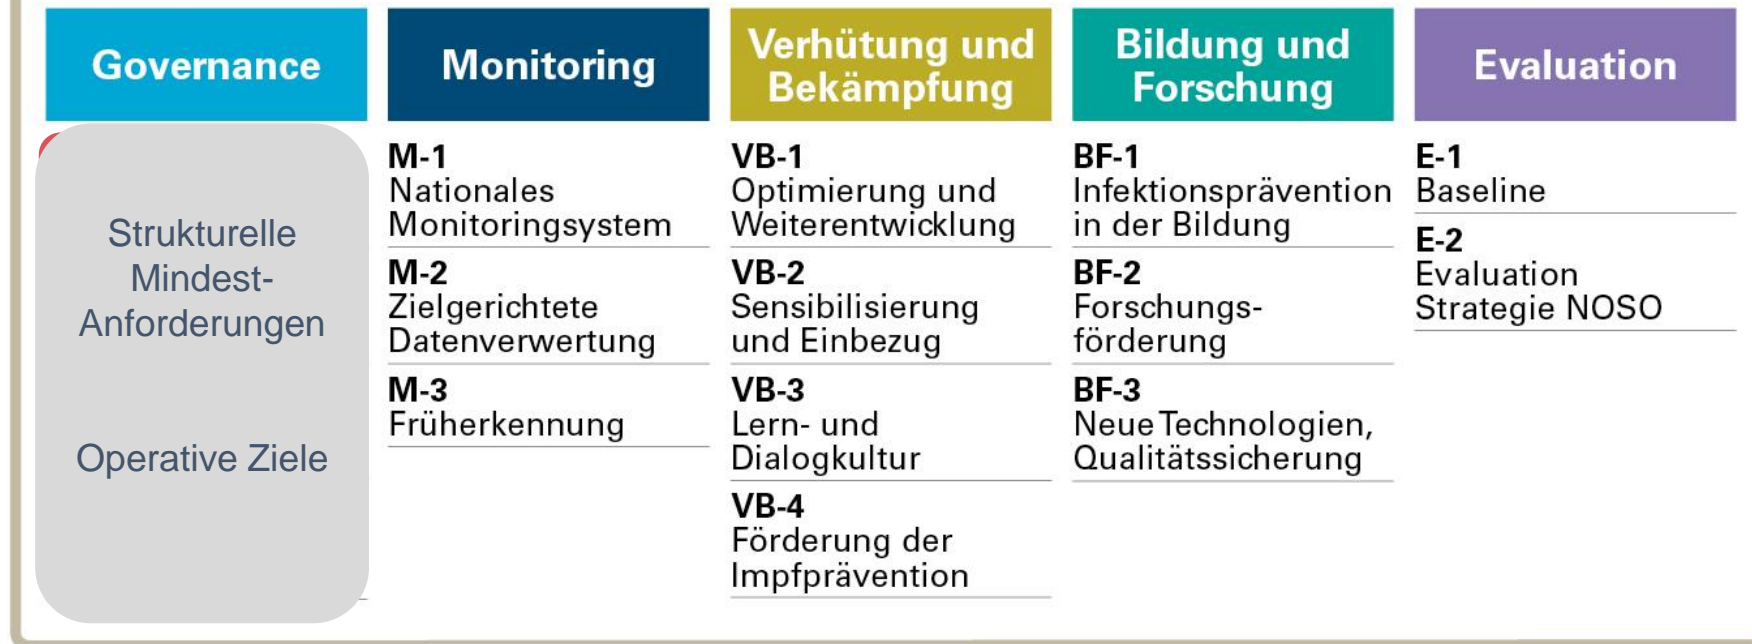 Governance
Strukturelle
Mindest-
Anforderungen
Operative Ziele
Monitoring
M-1
Nationales
Monitoringsystem
M-2
Zielgerichtete
Datenverwertung
M-3
Früherkennung
Verhütung und
Bekämpfung
VB-1
Optimierung und
Weiterentwicklung
VB-2
Sensibilisierung
und Einbezug
VB-3
Lern- und
Dialogkultur
VB-4
Förderung der
Impfprävention
Bildung und
Forschung
BF-1
Infektionsprävention
in der Bildung
BF-2
Forschungs-
förderung
BF-3
Neue Technologien,
Qualitätssicherung
Evaluation
E-1
Baseline
E-2
Evaluation
Strategie NOSO